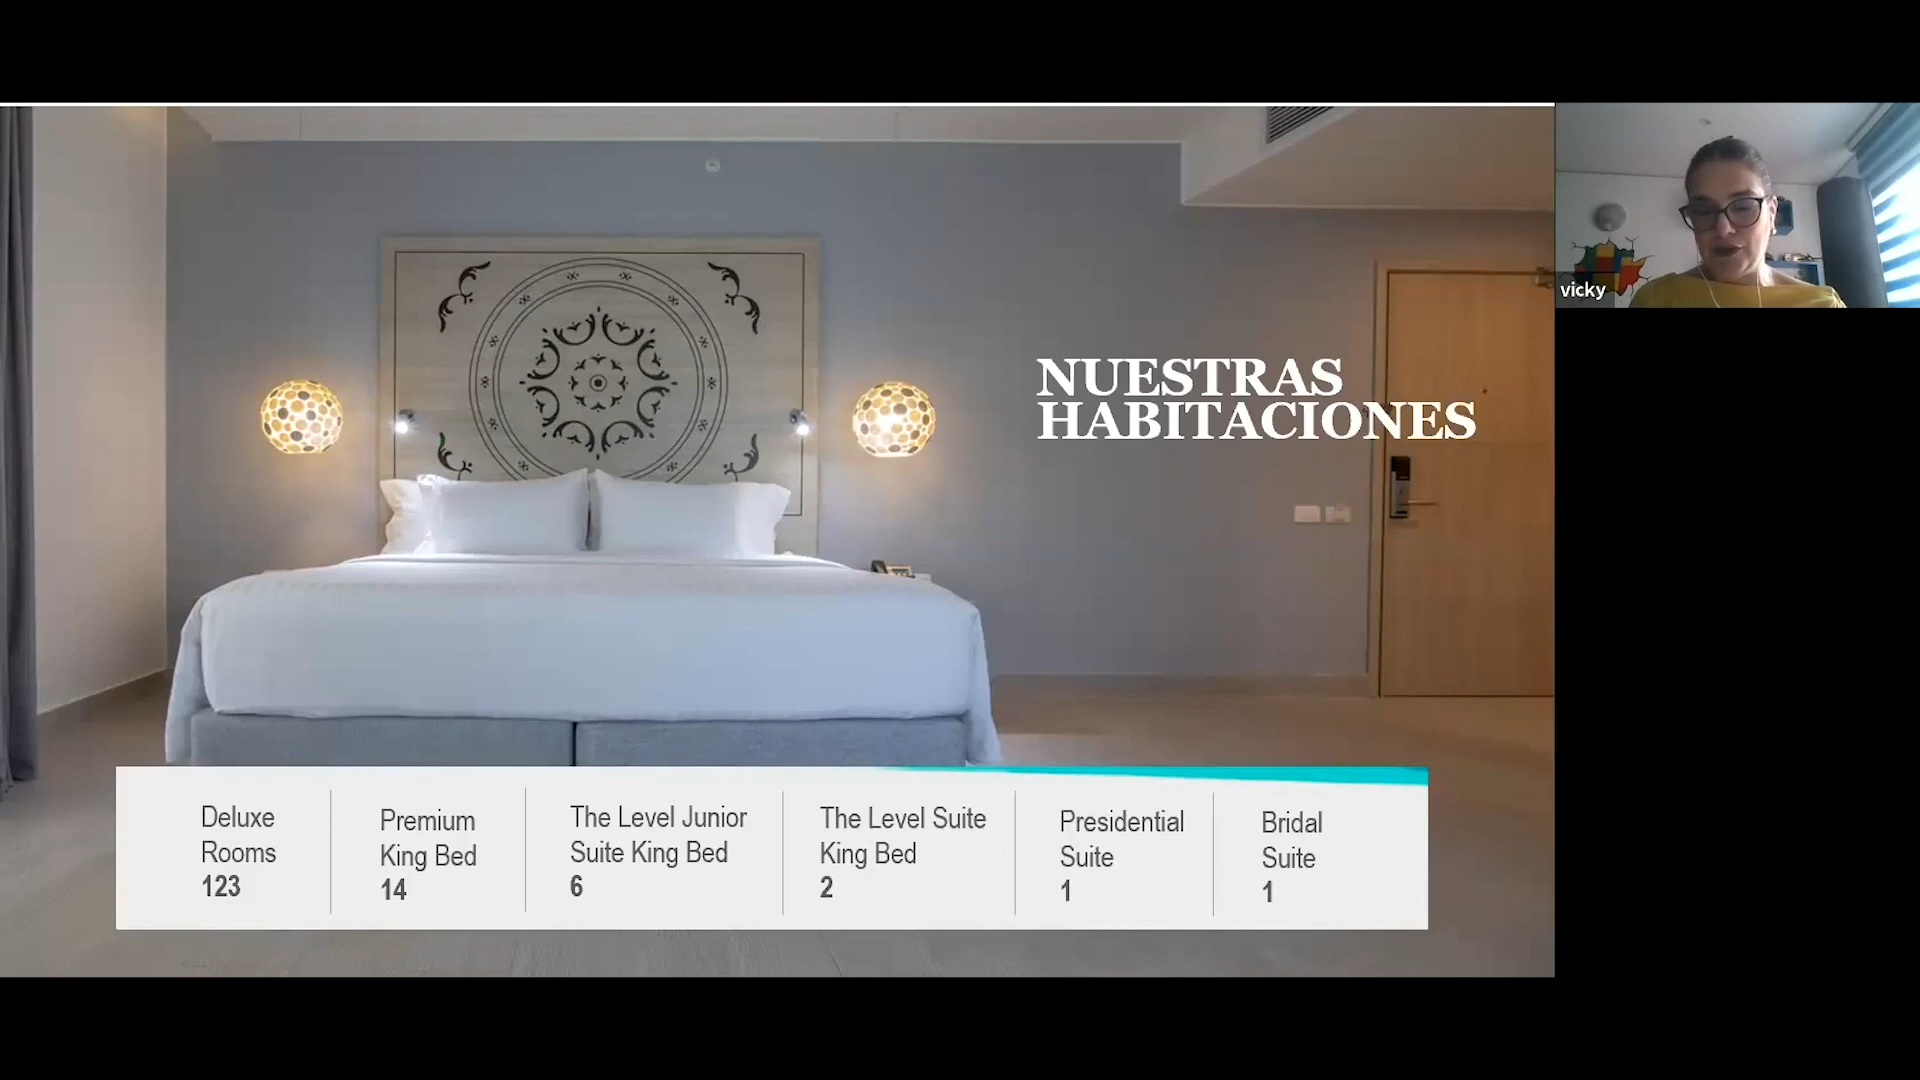 NUESTRAS
HABITACIONES
vicky
Deluxe
Rooms
123
Premium
King Bed
14
The Level Junior
Suite King Bed
6
The Level Suite
King Bed
2
Presidential
Suite
1
Bridal
Suite
1